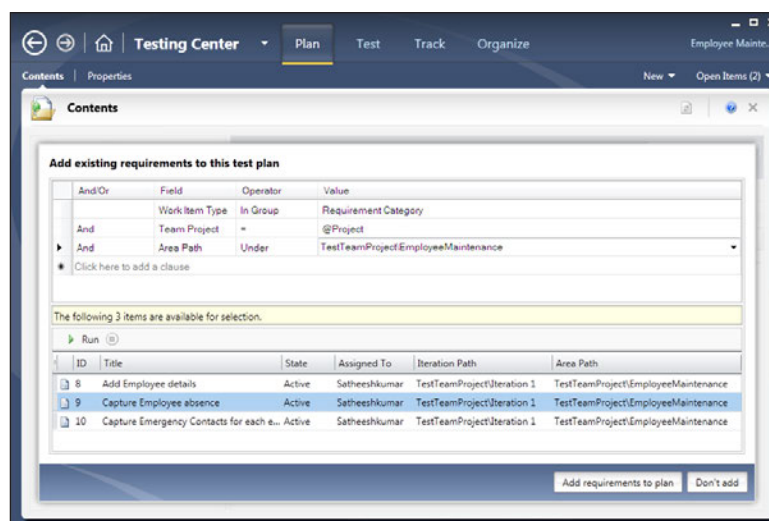 Testing Center Plan Test Track Organize Employee Mainte..
Contents Properties New Open Items (2)
Contents
Add existing requirements to this test plan
And/Or Field Operator Value
Work Item Type In Group Requirement Category
And Team Project = @Project
And Area Path Under TestTeamProject\EmployeeMaintenance
Click here to add a clause
The following 3 items are available for selection.
Run
ID Title State Assigned To Iteration Path Area Path
8 Add Employee details Active Satheeshkumar TestTeamProject\Iteration 1 TestTeamProject\EmployeeMaintenance
9 Capture Employee absence Active Satheeshkumar TestTeamProject\Iteration 1 TestTeamProject\EmployeeMaintenance
10 Capture Emergency Contacts for each e... Active Satheeshkumar TestTeamProject\Iteration 1 TestTeamProject\EmployeeMaintenance
Add requirements to plan Don't add